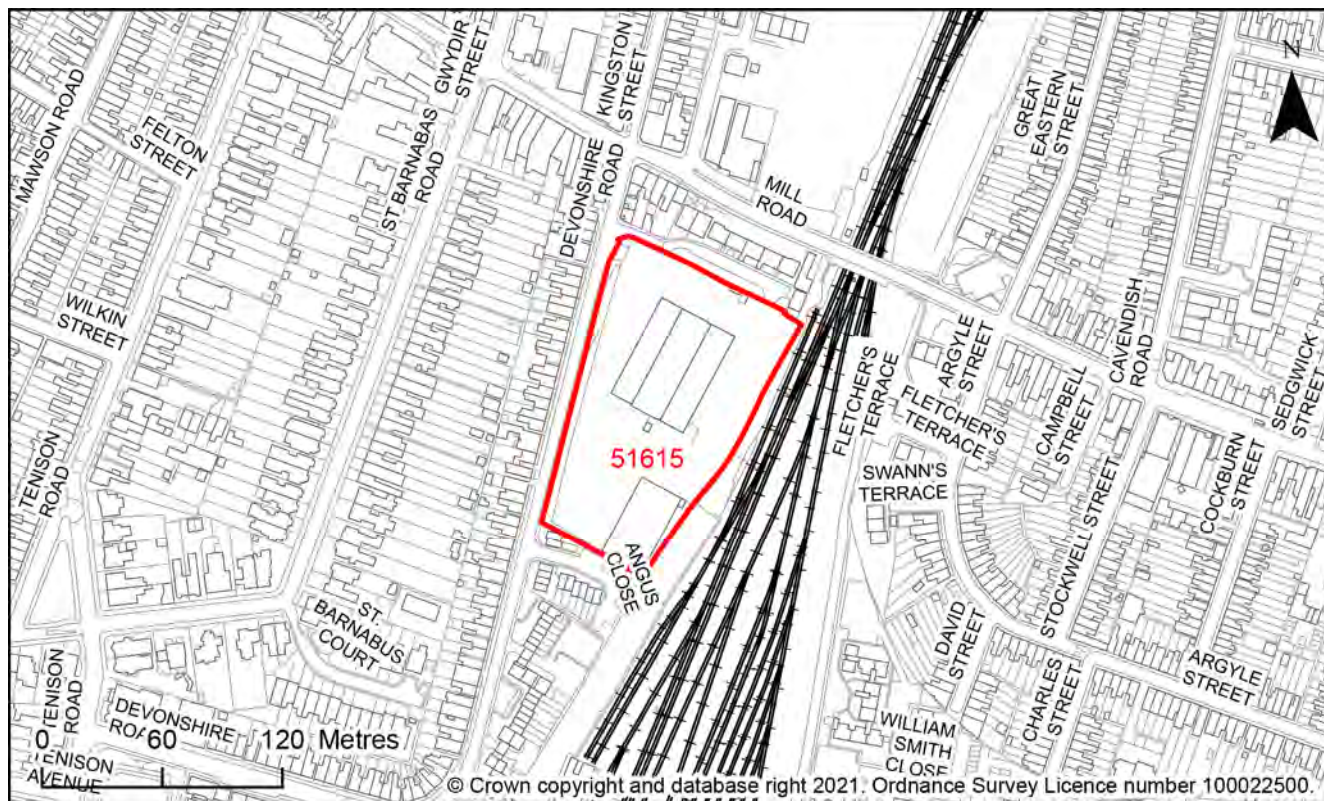 MAWSON ROAD
FELTON
STREET
ST BARNABAS
ROAD
GWYDIR
STREET
KINGSTON
STREET
DEVONSHIRE
ROAD
MILL
ROAD
GREAT
EASTERN
STREET
N
WILKIN
STREET
TENISON
ROAD
51615
ANGUS
CLOSE
FLETCHER'S
TERRACE
ARGYLE
STREET
FLETCHER'S
TERRACE
CAMPBELL
STREET
CAVENDISH
ROAD
SEDGWICK
STREET
COCKBURN
STREET
SWANN'S
TERRACE
STOCKWELL STREET
DAVID
STREET
CHARLES
STREET
ARGYLE
STREET
WILLIAM
SMITH
CLOSE
ST.
BARNABUS
COURT
TENISON
ROAD
DEVONSHIRE
ENISON
AVENUE
0 60 120 Metres
© Crown copyright and database right 2021. Ordnance Survey Licence number 100022500.